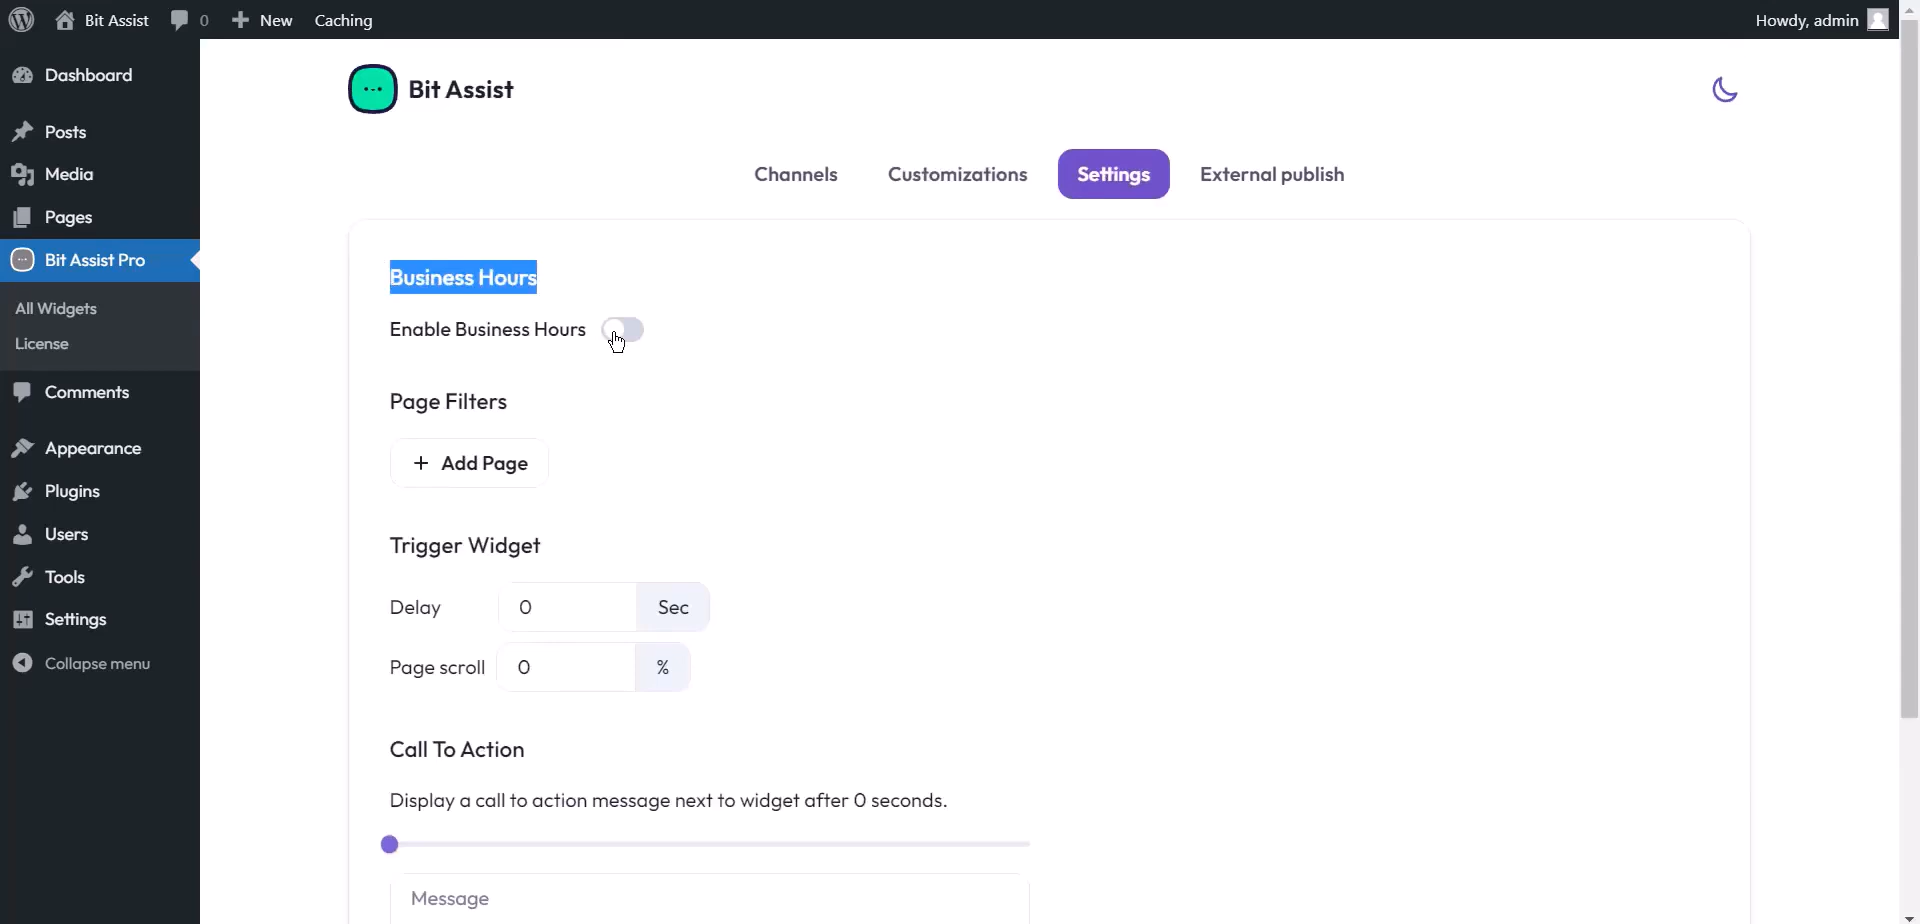 Bit Assist
0
New
Caching
Howdy, admin
Dashboard
Posts
Media
Pages
Bit Assist Pro
All Widgets
License
Comments
Appearance
Plugins
Users
Tools
Settings
Collapse menu
Bit Assist
Channels
Customizations
Settings
External publish
Business Hours
Enable Business Hours
Page Filters
+ Add Page
Trigger Widget
Delay 0 Sec
Page scroll 0 %
Call To Action
Display a call to action message next to widget after 0 seconds.
Message